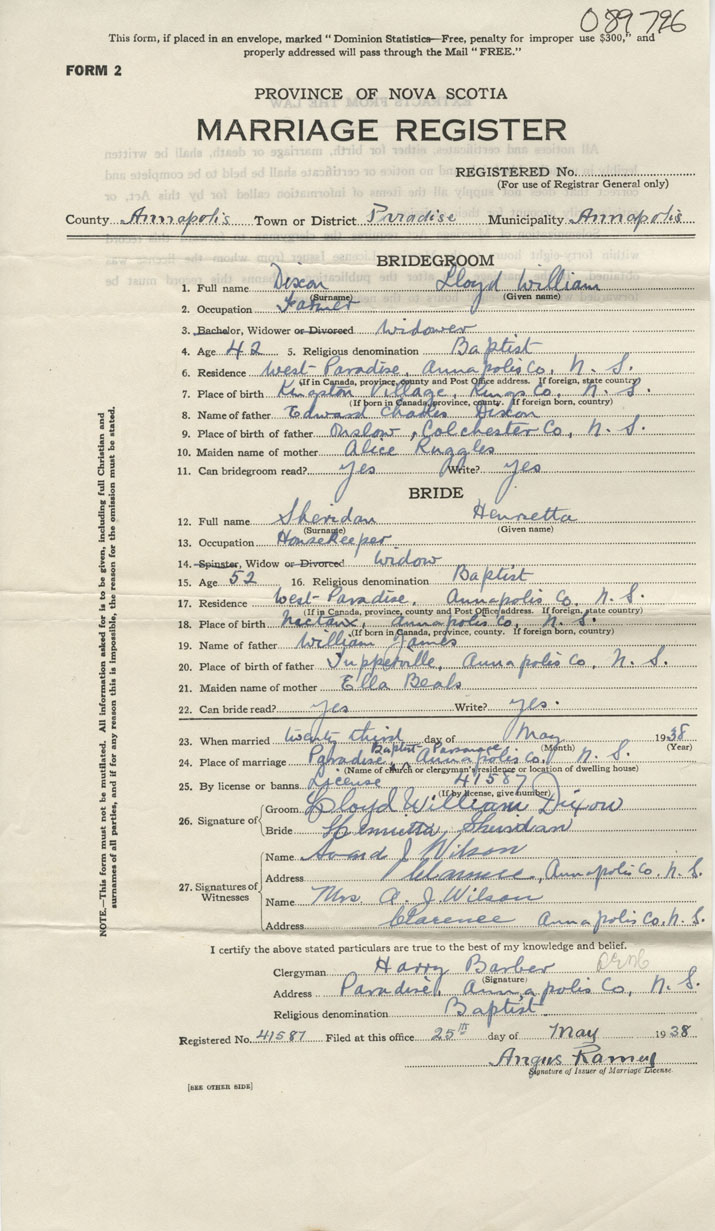 089796
This form, if placed in an envelope, marked "Dominion Statistics—Free, penalty for improper use $300," and
properly addressed will pass through the Mail "FREE."
FORM 2
PROVINCE OF NOVA SCOTIA
MARRIAGE REGISTER
REGISTERED No.
(For use of Registrar General only)
County Annapolis Town or District Paradise Municipality Annapolis
BRIDEGROOM
1. Full name Dixon Lloyd William
(Surname) (Given name)
2. Occupation Farmer
3. Bachelor, Widower or Divorced Widower
4. Age 42 5. Religious denomination Baptist
6. Residence West-Paradise, Annapolis Co, N. S.
(If in Canada, province, county and Post Office address. If foreign, state country)
7. Place of birth Kingston Village, Kings Co, N. S.
(If born in Canada, province, county. If foreign born, country)
8. Name of father Edward Charles Dixon
9. Place of birth of father Onslow, Colchester Co, N. S.
10. Maiden name of mother Alice Ruggles
11. Can bridegroom read? yes Write? yes
BRIDE
12. Full name Sheridan Henrietta
(Surname) (Given name)
13. Occupation Housekeeper
14. Spinster, Widow or Divorced Widow
15. Age 52 16. Religious denomination Baptist
17. Residence West-Paradise, Annapolis Co, N. S.
(If in Canada, province, county and Post Office address. If foreign, state country)
18. Place of birth Nictaux, Annapolis Co, N. S.
(If born in Canada, province, county. If foreign born, country)
19. Name of father William James
20. Place of birth of father Tupperville, Annapolis Co, N. S.
21. Maiden name of mother Ella Beals
22. Can bride read? yes Write? yes.
23. When married twenty third day of May 1938
(Month) (Year)
Baptist Parsonage
24. Place of marriage Paradise, Annapolis Co, N. S.
(Name of church or clergyman's residence or location of dwelling house)
25. By license or banns License 41587
(If by license, give number)
26. Signature of
Groom Lloyd William Dixon
Bride Henrietta Sheridan
27. Signatures of Witnesses
Name J Wilson
Address Clarence, Annapolis Co. N. S.
Name Mrs. A. J. Wilson
Address Clarence Annapolis Co. N. S.
I certify the above stated particulars are true to the best of my knowledge and belief.
Clergyman Harry Barber
(Signature)
Address Paradise, Annapolis Co, N. S.
Religious denomination Baptist
Registered No. 41587 Filed at this office 25th day of May 1938
Angus Ramey
Signature of Issuer of Marriage License.
[SEE OTHER SIDE]
NOTE.—This form must not be mutilated. All information asked for is to be given, including full Christian and
surnames of all parties, and if for any reason this is impossible, the reason for the omission must be stated.